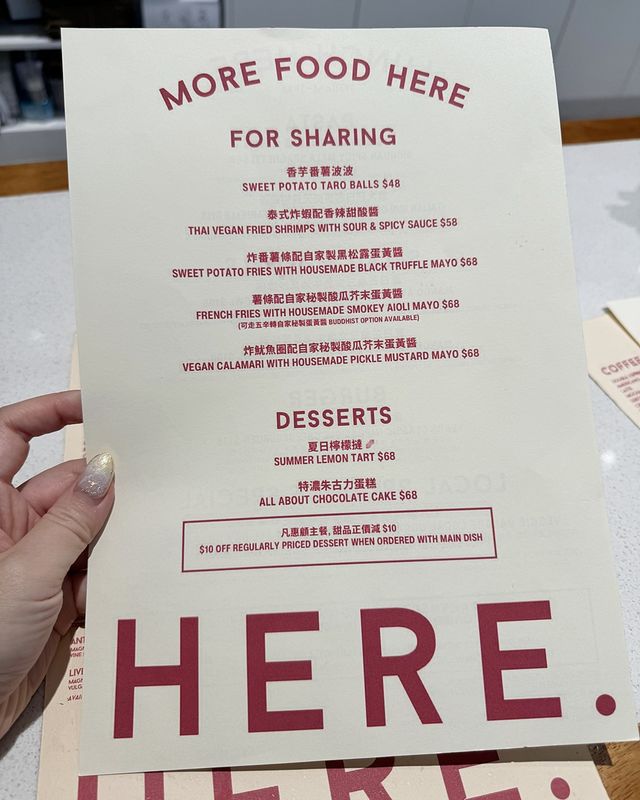 MORE FOOD HERE
FOR SHARING
香芋番薯波波
SWEET POTATO TARO BALLS $48
泰式炸蝦配香辣甜酸醬
THAI VEGAN FRIED SHRIMPS WITH SOUR & SPICY SAUCE $58
炸番薯條配自家製黑松露蛋黃醬
SWEET POTATO FRIES WITH HOUSEMADE BLACK TRUFFLE MAYO $68
薯條配自家秘製酸瓜芥末蛋黃醬
FRENCH FRIES WITH HOUSEMADE SMOKEY AIOLI MAYO $68
(可走五辛轉自家秘製蛋黃醬 BUDDHIST OPTION AVAILABLE)
炸魷魚圈配自家秘製酸瓜芥末蛋黃醬
VEGAN CALAMARI WITH HOUSEMADE PICKLE MUSTARD MAYO $68
DESSERTS
夏日檸檬撻
SUMMER LEMON TART $68
特濃朱古力蛋糕
ALL ABOUT CHOCOLATE CAKE $68
凡惠顧主餐, 甜品正價減 $10
$10 OFF REGULARLY PRICED DESSERT WHEN ORDERED WITH MAIN DISH
HERE.
COFFEE
HERE.